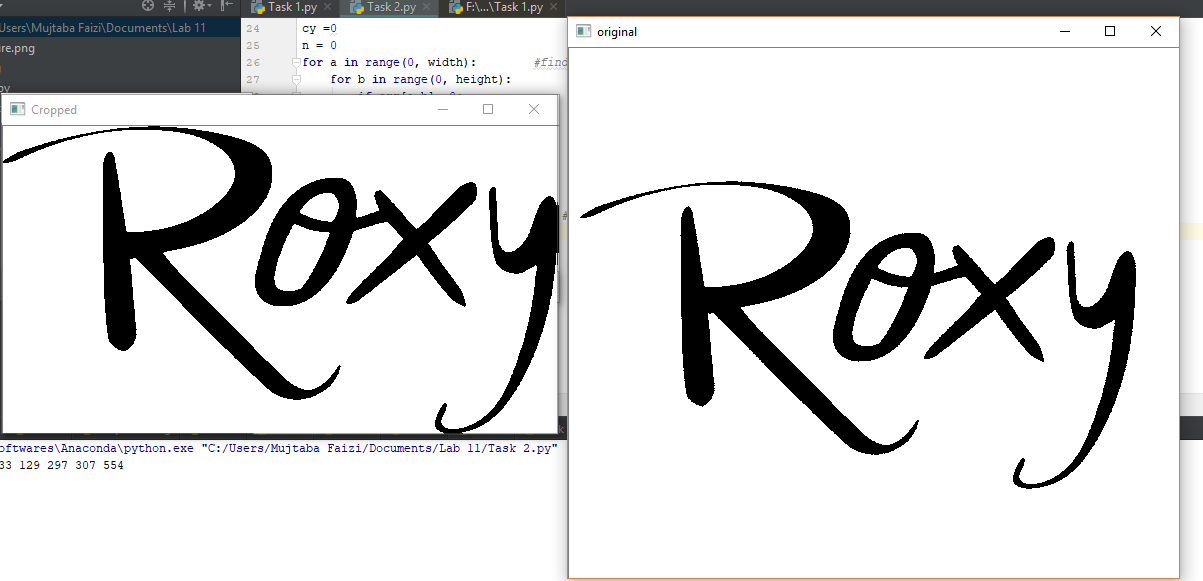 Task 1.py
Task 2.py
F:\...\Task 1.py
Users\Mujtaba Faizi\Documents\Lab 11
re.png
24 cy =0
25 n = 0
26 for a in range(0, width): #find
27 for b in range(0, height):
original
Cropped
Roxy
Roxy
oftwares\Anaconda\python.exe "C:/Users/Mujtaba Faizi/Documents/Lab 11/Task 2.py"
33 129 297 307 554